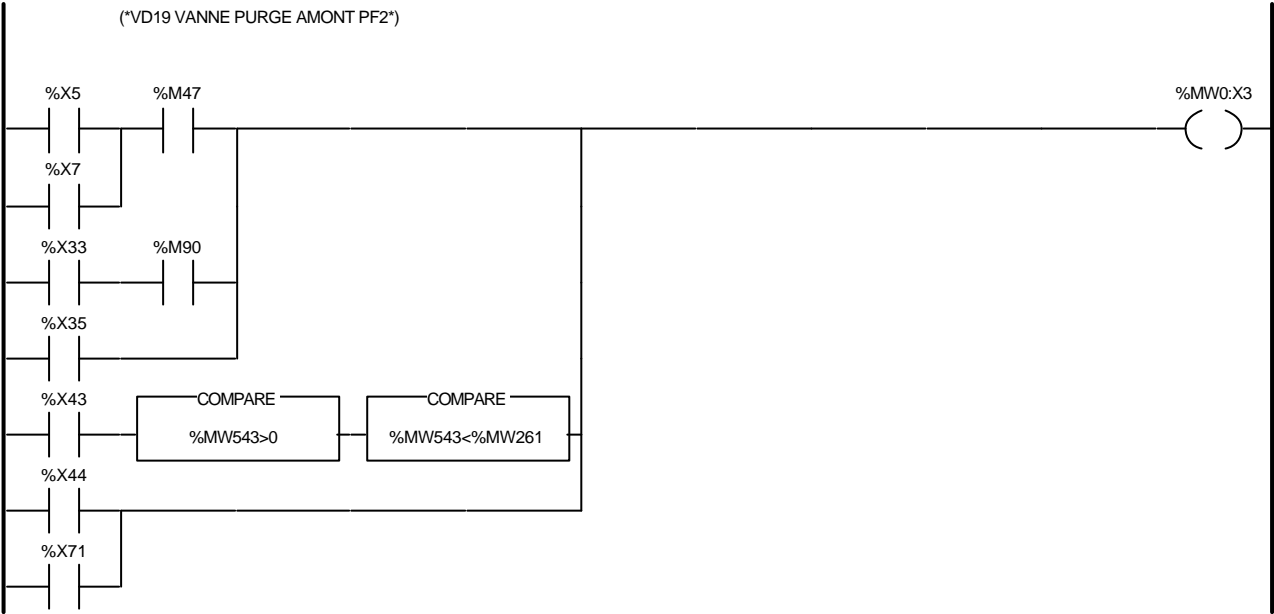 (*VD19 VANNE PURGE AMONT PF2*)
%X5 %M47 %MW0:X3
%X7
%X33 %M90
%X35
%X43 COMPARE COMPARE
%MW543>0 %MW543<%MW261
%X44
%X71